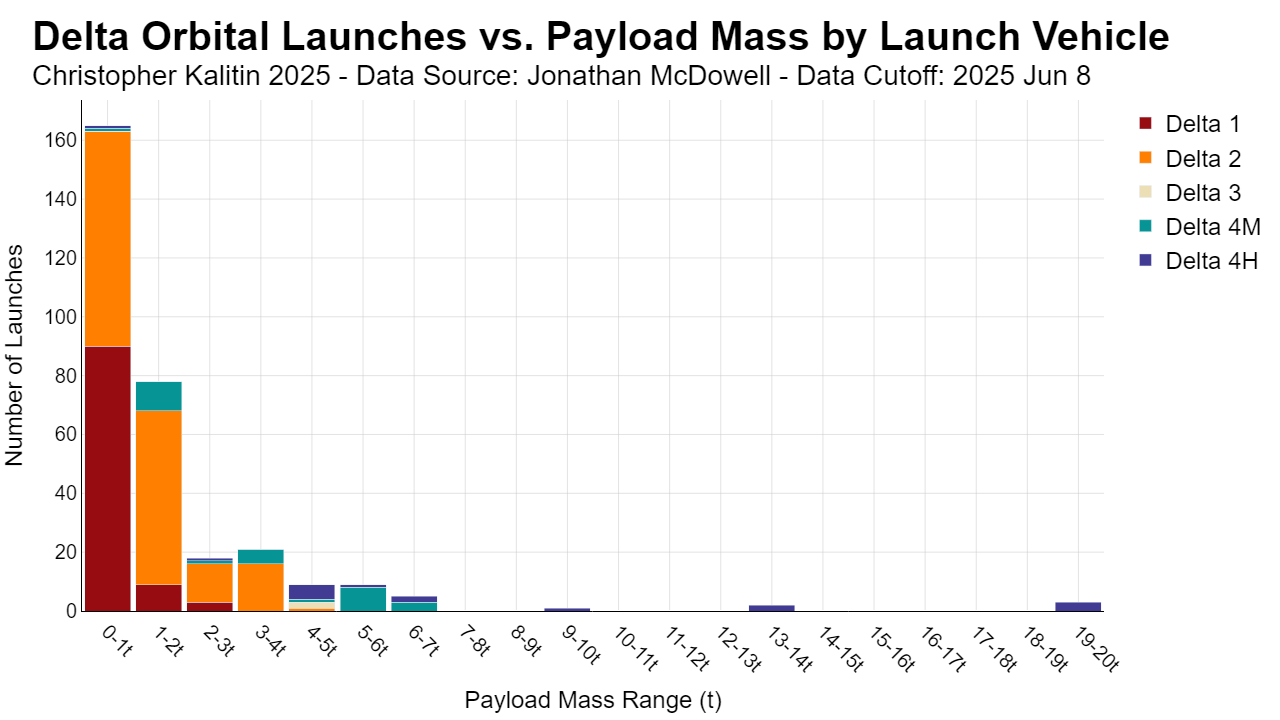 Delta Orbital Launches vs. Payload Mass by Launch Vehicle
Christopher Kalitin 2025 - Data Source: Jonathan McDowell - Data Cutoff: 2025 Jun 8
Delta 1
Delta 2
Delta 3
Delta 4M
Delta 4H
Number of Launches
160
140
120
100
80
60
40
20
0
0-1t
1-2t
2-3t
3-4t
4-5t
5-6t
6-7t
7-8t
8-9t
9-10t
10-11t
11-12t
12-13t
13-14t
14-15t
15-16t
16-17t
17-18t
18-19t
19-20t
Payload Mass Range (t)